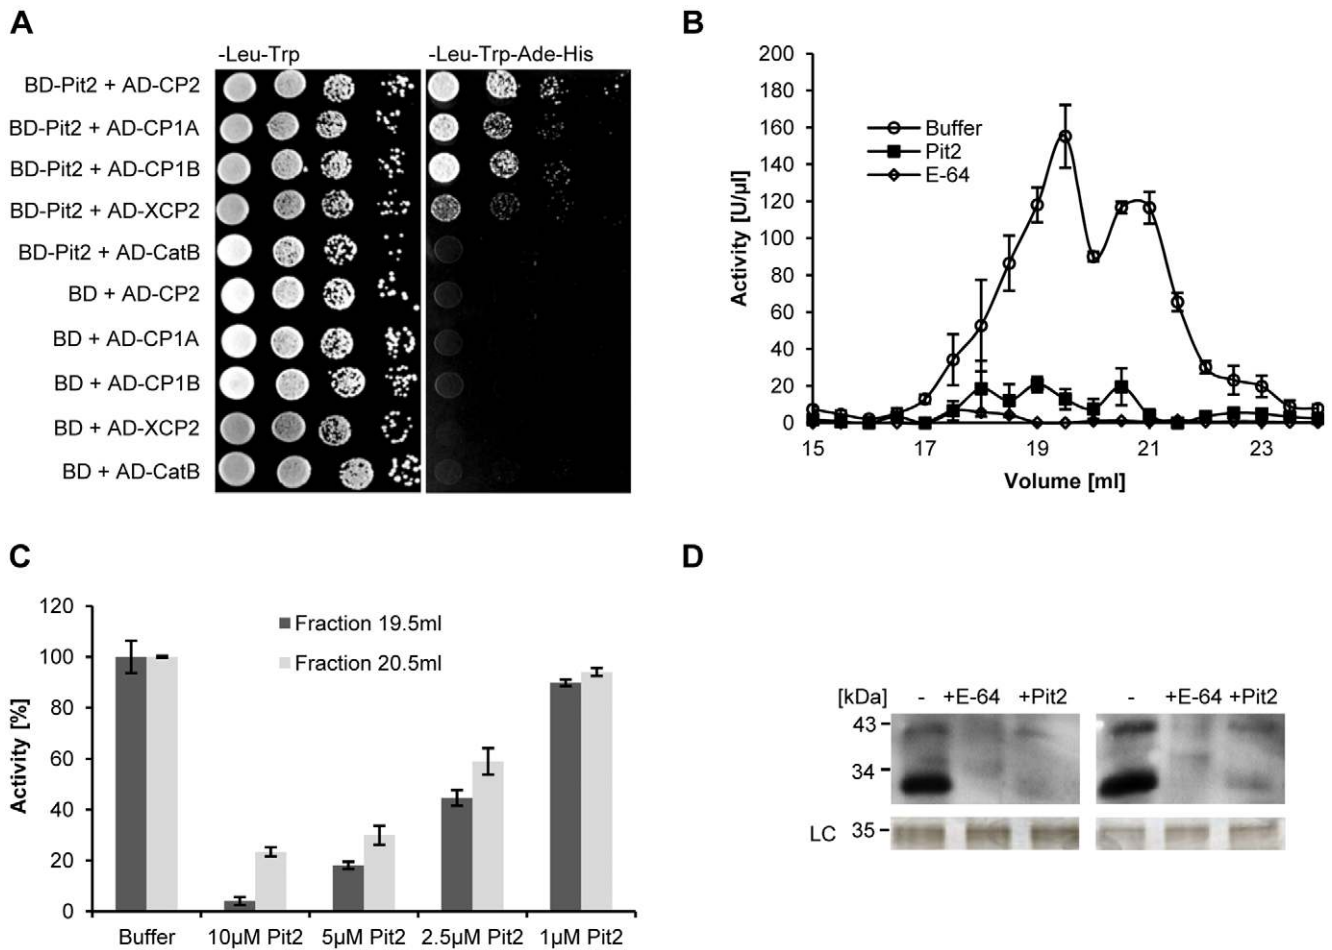 A
-Leu-Trp
-Leu-Trp-Ade-His
BD-Pit2 + AD-CP2
BD-Pit2 + AD-CP1A
BD-Pit2 + AD-CP1B
BD-Pit2 + AD-XCP2
BD-Pit2 + AD-CatB
BD + AD-CP2
BD + AD-CP1A
BD + AD-CP1B
BD + AD-XCP2
BD + AD-CatB
B
200
180
160
140
120
100
80
60
40
20
0
Activity [U/µl]
Buffer
Pit2
E-64
15 17 19 21 23
Volume [ml]
C
120
100
80
60
40
20
0
Activity [%]
Fraction 19.5ml
Fraction 20.5ml
Buffer 10µM Pit2 5µM Pit2 2.5µM Pit2 1µM Pit2
D
[kDa] - +E-64 +Pit2 - +E-64 +Pit2
43
34
LC 35